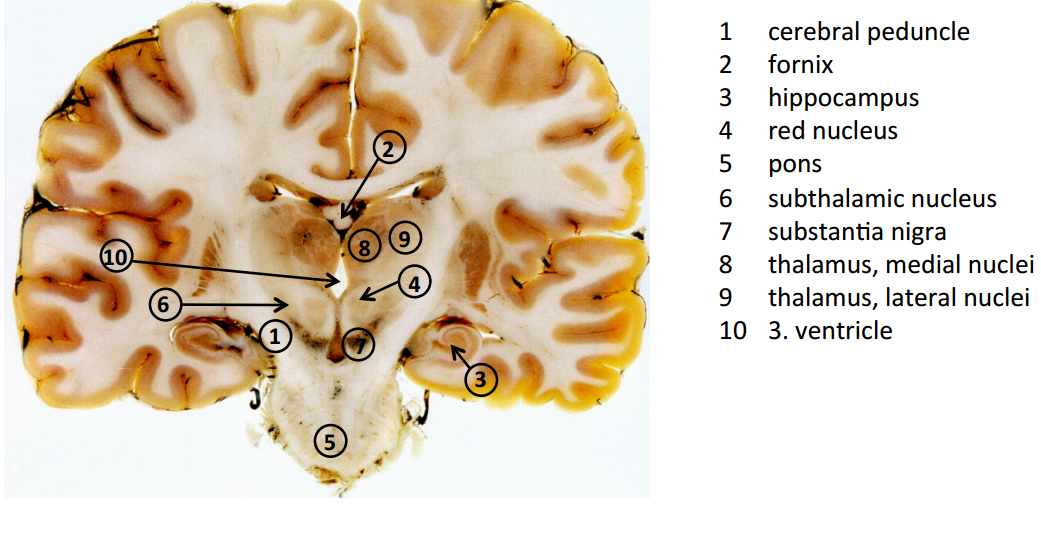 2
8
9
10
4
6
1
7
3
5
1 cerebral peduncle
2 fornix
3 hippocampus
4 red nucleus
5 pons
6 subthalamic nucleus
7 substantia nigra
8 thalamus, medial nuclei
9 thalamus, lateral nuclei
10 3. ventricle